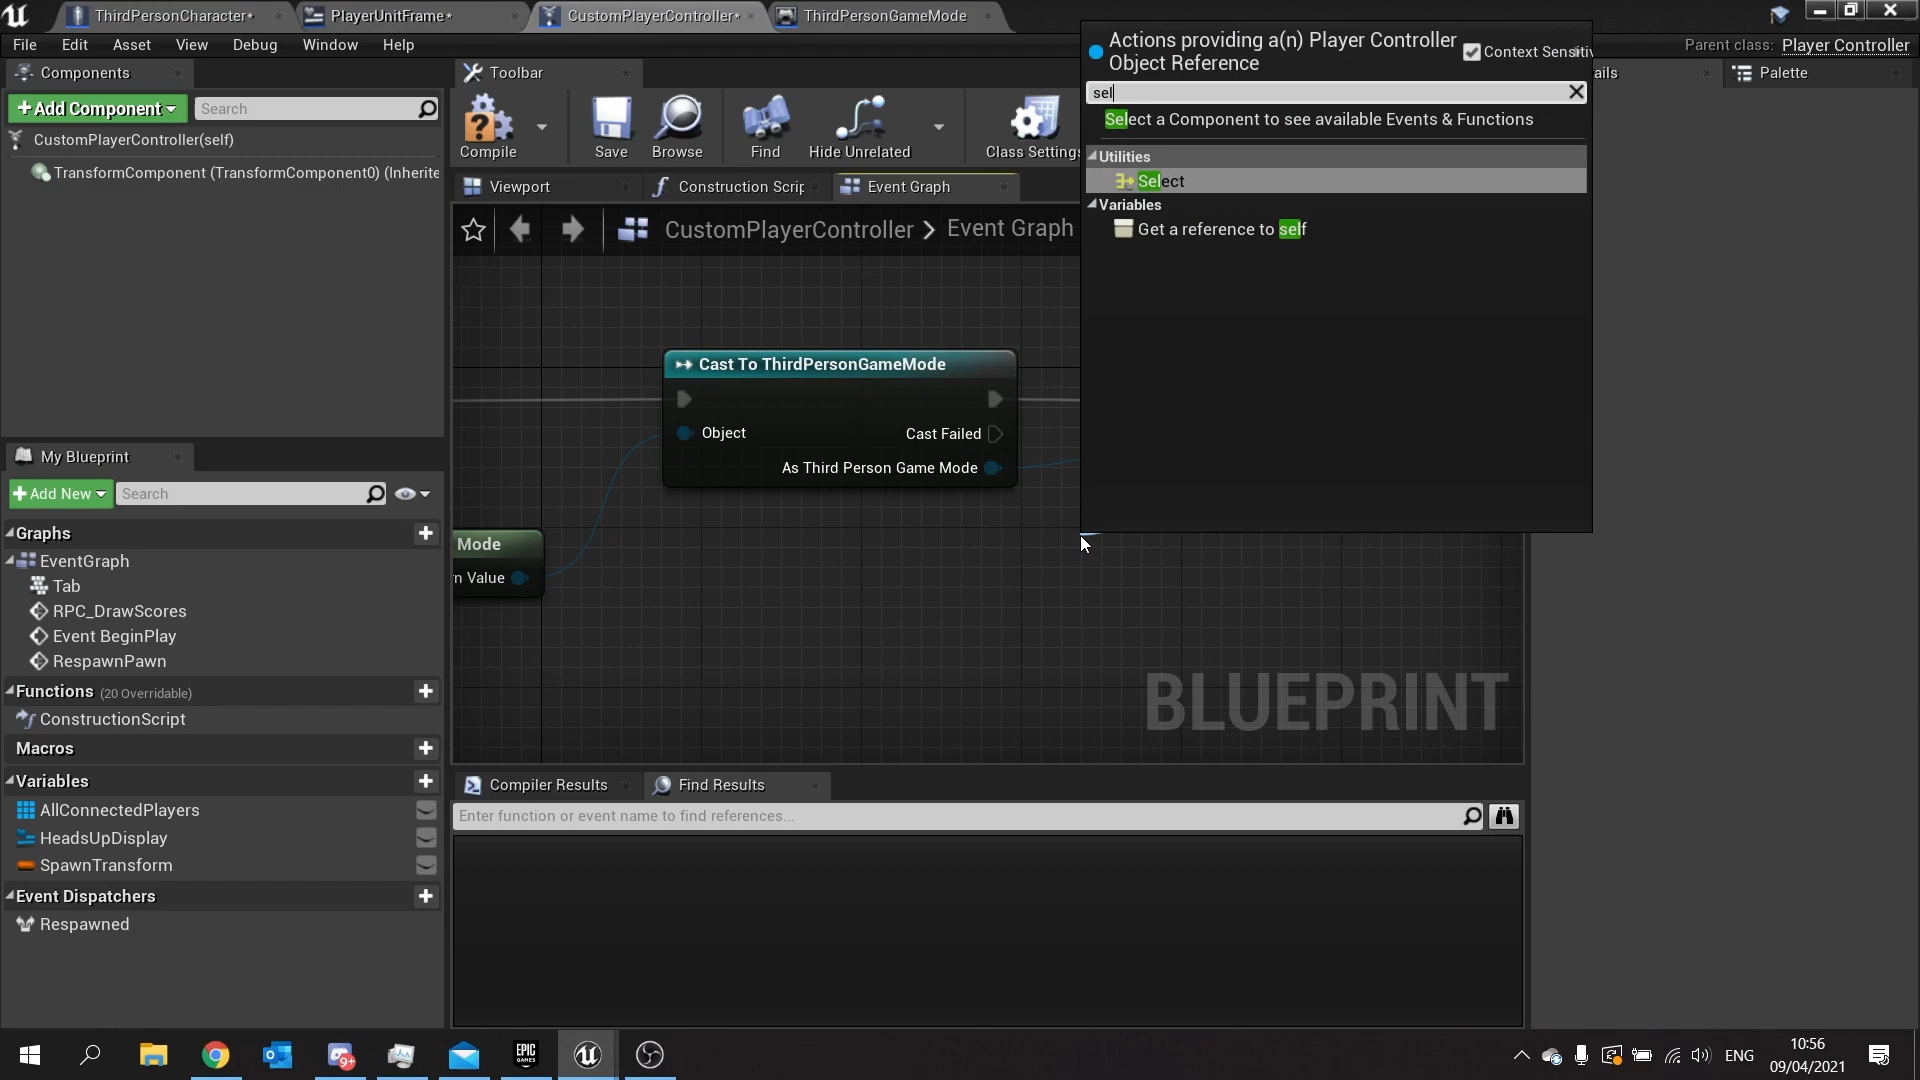 ThirdPersonCharacter*
PlayerUnitFrame*
CustomPlayerController*
ThirdPersonGameMode
File Edit Asset View Debug Window Help
Parent class: Player Controller
Components
+Add Component
Search
CustomPlayerController(self)
TransformComponent (TransformComponent0) (Inherite
Toolbar
Compile
Save
Browse
Find
Hide Unrelated
Class Settings
Actions providing a(n) Player Controller
Object Reference
Context Sensitiv
sel
Select a Component to see available Events & Functions
Utilities
Select
Variables
Get a reference to self
ails
Palette
Viewport
Construction Scrip
Event Graph
CustomPlayerController > Event Graph
Cast To ThirdPersonGameMode
Object
Cast Failed
As Third Person Game Mode
Mode
n Value
BLUEPRINT
My Blueprint
+Add New
Search
Graphs
EventGraph
Tab
RPC_DrawScores
Event BeginPlay
RespawnPawn
Functions (20 Overridable)
ConstructionScript
Macros
Variables
AllConnectedPlayers
HeadsUpDisplay
SpawnTransform
Event Dispatchers
Respawned
Compiler Results
Find Results
Enter function or event name to find references...
9+
EPIC
GAMES
ENG
10:56
09/04/2021